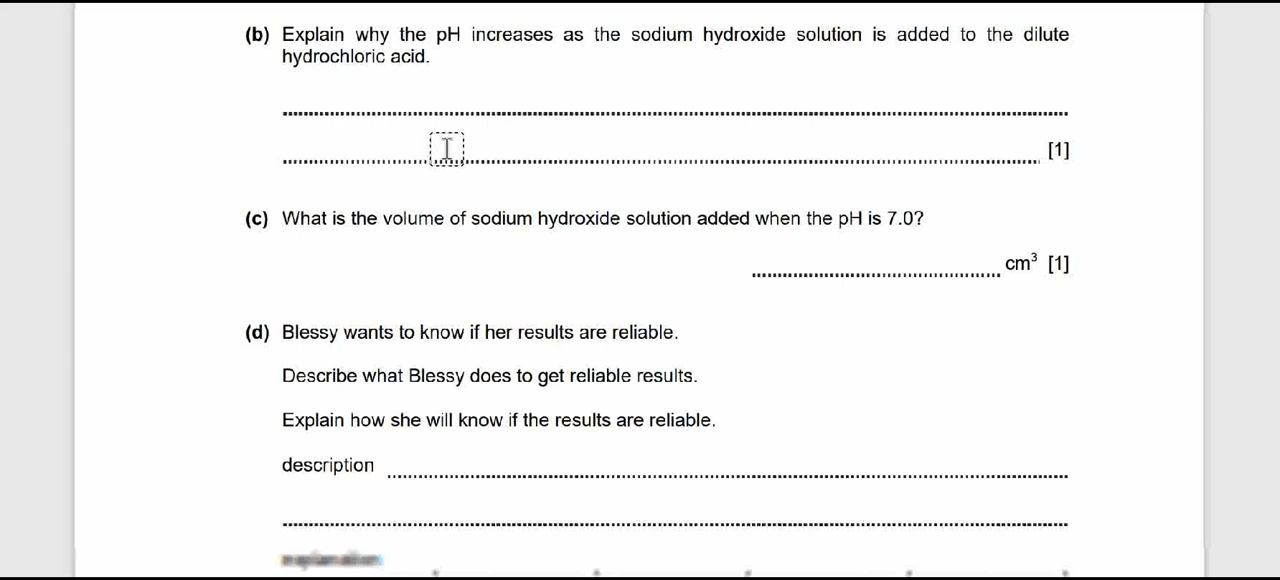 (b) Explain why the pH increases as the sodium hydroxide solution is added to the dilute
hydrochloric acid.
[1]
(c) What is the volume of sodium hydroxide solution added when the pH is 7.0?
cm³ [1]
(d) Blessy wants to know if her results are reliable.
Describe what Blessy does to get reliable results.
Explain how she will know if the results are reliable.
description